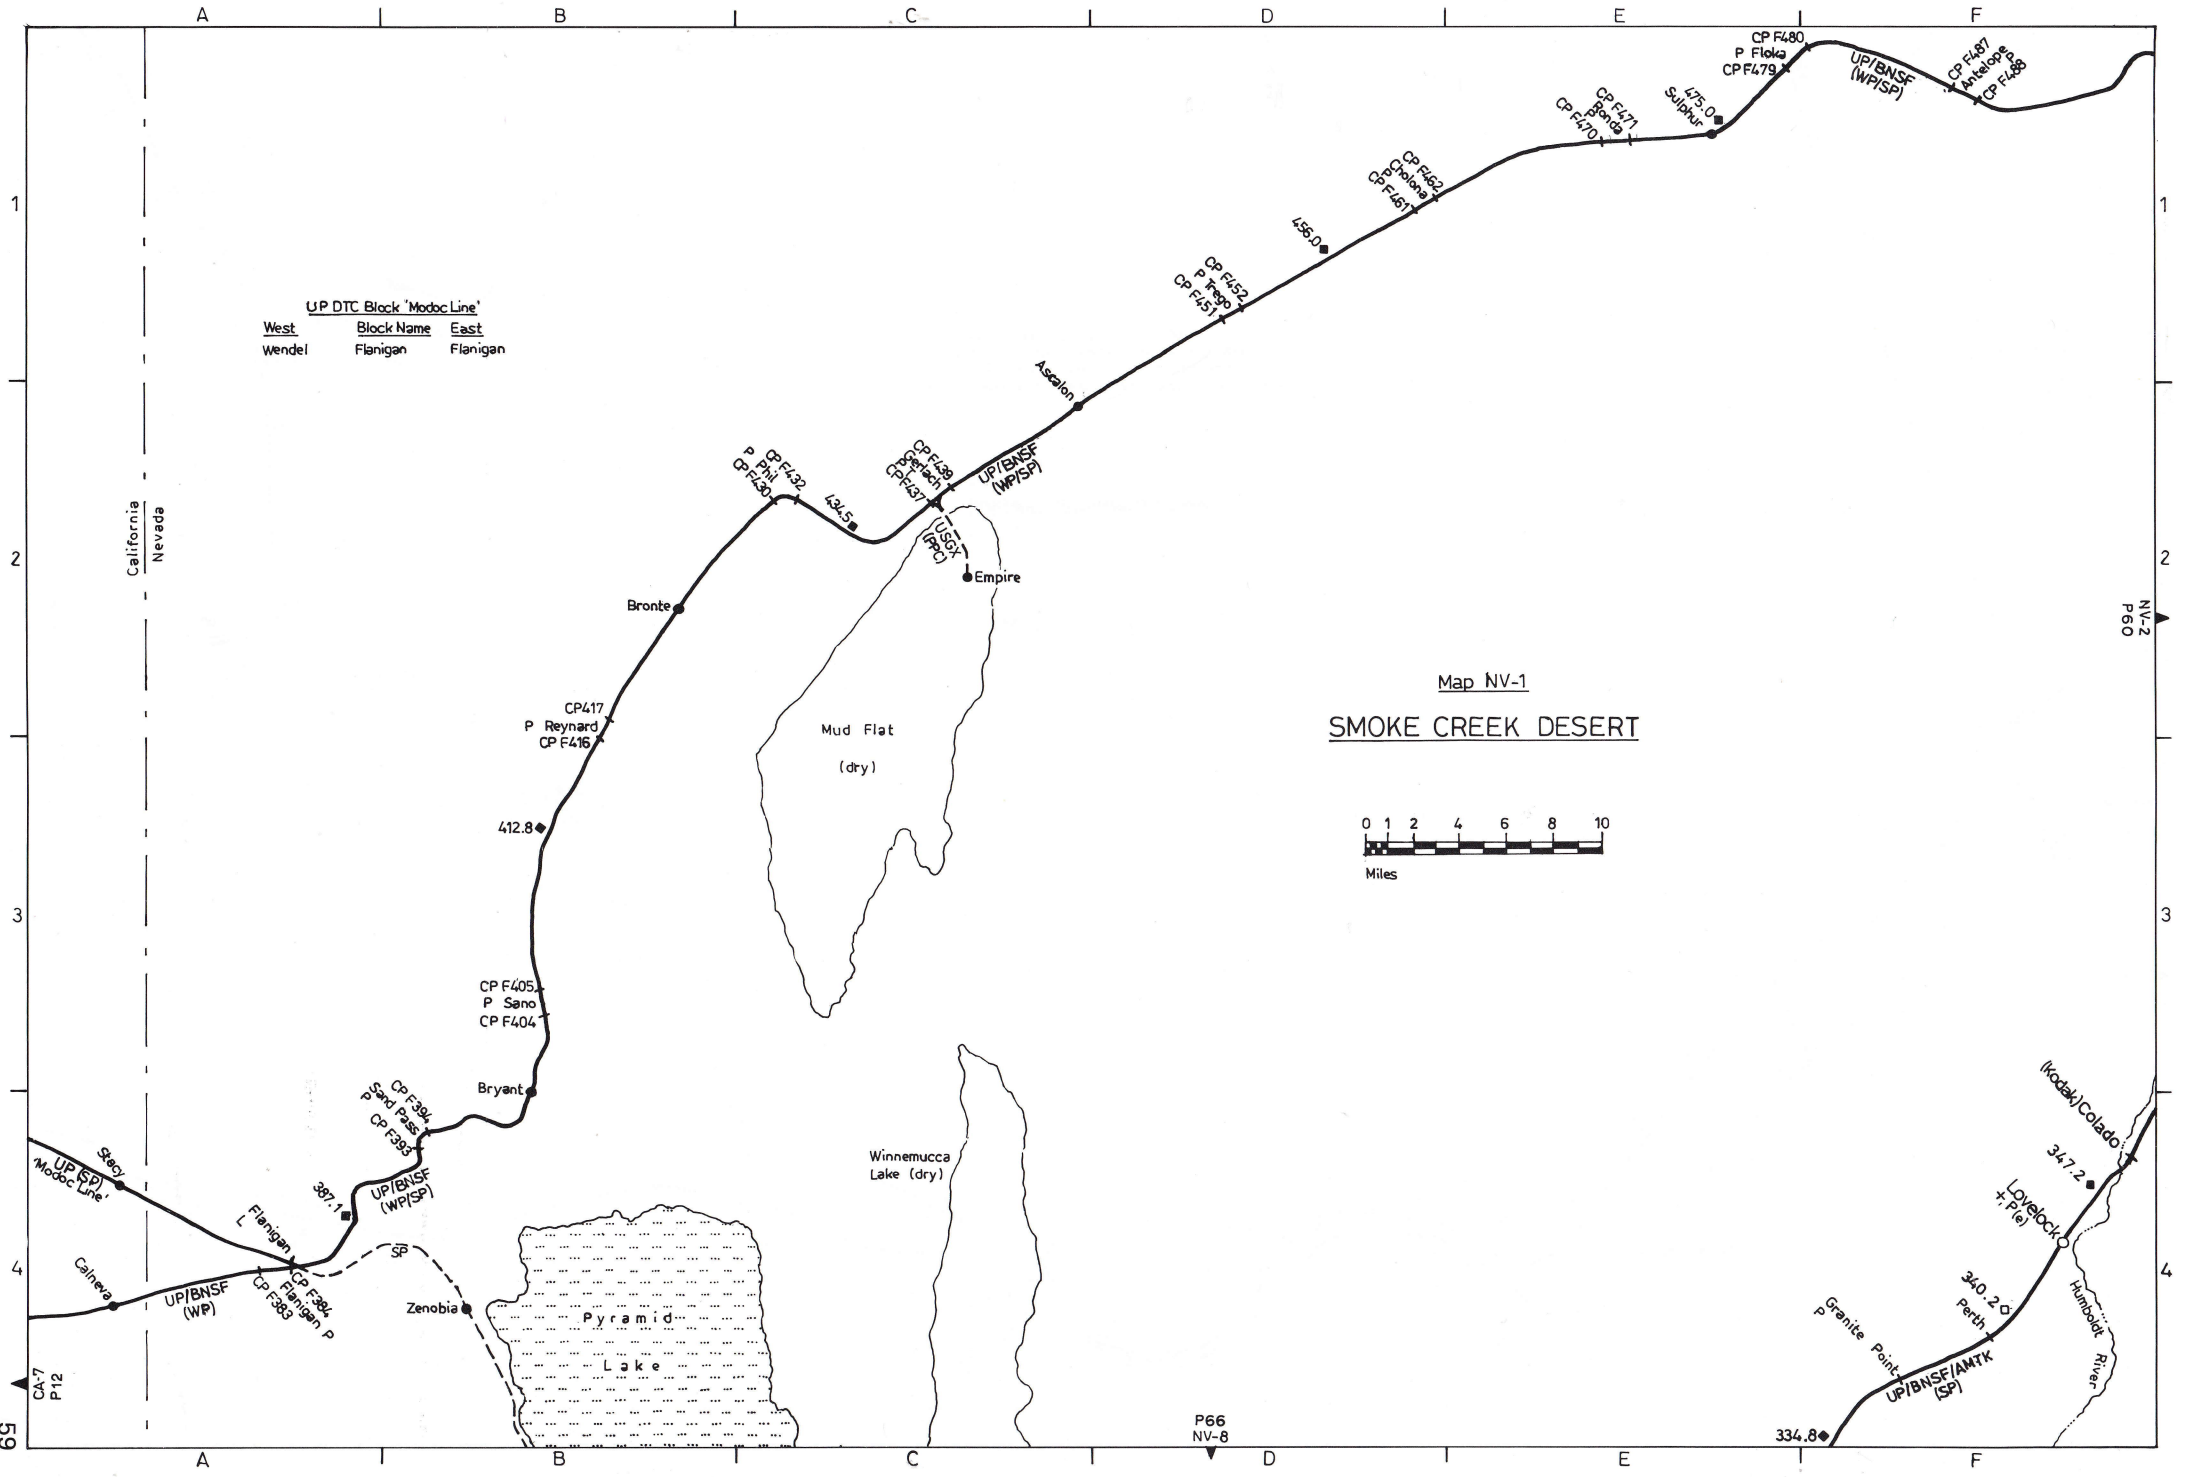 A B C D E F
CP F480
P Floka
CP F479
UP/BNSF
(WP/SP)
CP F487
Antelope
P
CP F488
475.0
Sulphur
CP F471
Ronda
P
CP F470
CP F462
Cholona
P
CP F461
1
1
456.0
CP F452
P Trego
CP F451
UP DTC Block 'Modoc Line'
West Block Name East
Wendel Flanigan Flanigan
Ascalon
CP F439
Gerlach
P T
CP F437
UP/BNSF
(WP/SP)
CP F432
P Phil
CP F430
434.5
USGX
(PPC)
Empire
California
Nevada
2
2
Bronte
NV-2
P60
Map NV-1
SMOKE CREEK DESERT
CP417
P Reynard
CP F416
Mud Flat
(dry)
412.8
0 1 2 4 6 8 10
Miles
3
3
CP F405
P Sano
CP F404
Bryant
CP F394
Sand Pass
P
CP F393
UP/BNSF
(WP/SP)
387.1
Stacy
UP (SP)
'Modoc Line'
Flanigan
L
SP
Calneva
UP/BNSF
(WP)
CP F384
Flanigan P
CP F383
Zenobia
Pyramid
Lake
Winnemucca
Lake (dry)
(Kodak) Colado
347.2
Lovelock
+, P(e)
340.2
Perth
Granite Point
P
UP/BNSF/AMTK
(SP)
Humboldt River
334.8
4
4
CA-7
P12
59
P66
NV-8
A B C D E F